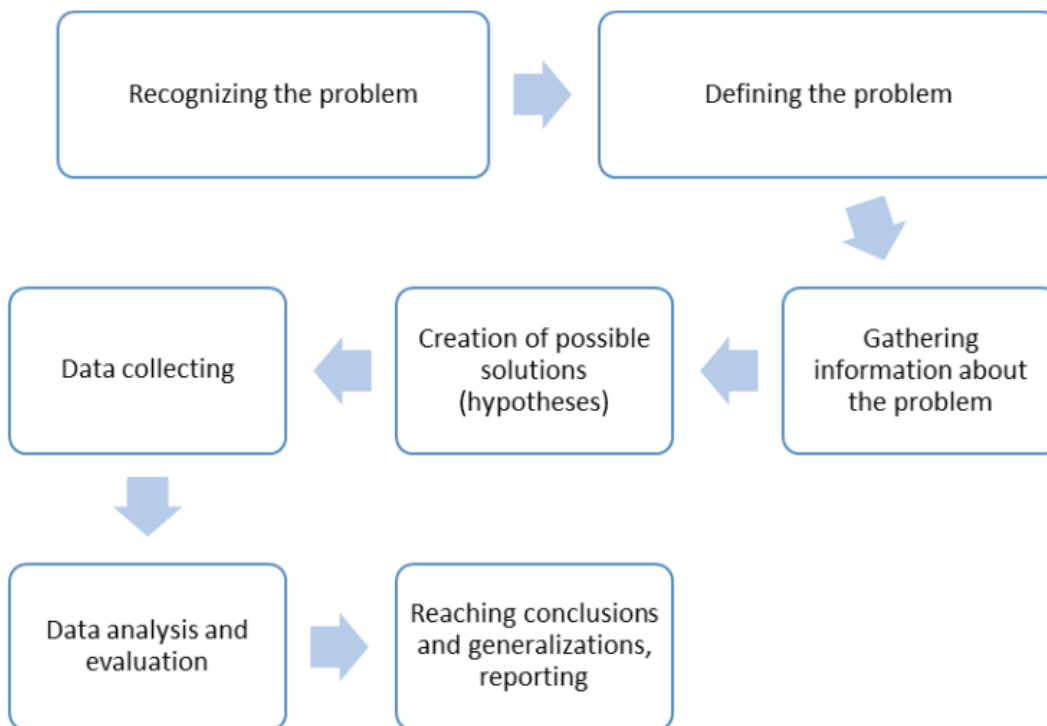 Recognizing the problem
Defining the problem
Gathering
information about
the problem
Creation of possible
solutions
(hypotheses)
Data collecting
Data analysis and
evaluation
Reaching conclusions
and generalizations,
reporting